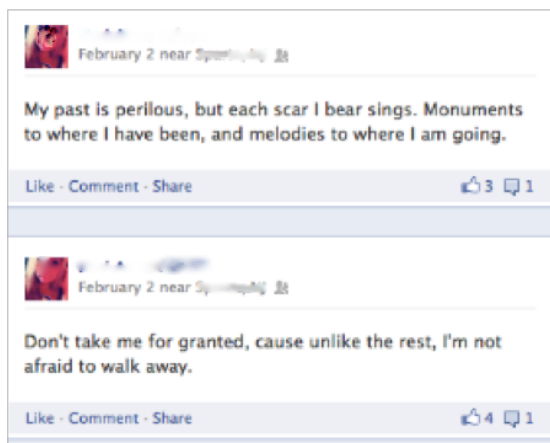 February 2 near
My past is perilous, but each scar I bear sings. Monuments
to where I have been, and melodies to where I am going.
Like · Comment · Share 3 1
February 2 near
Don't take me for granted, cause unlike the rest, I'm not
afraid to walk away.
Like · Comment · Share 4 1